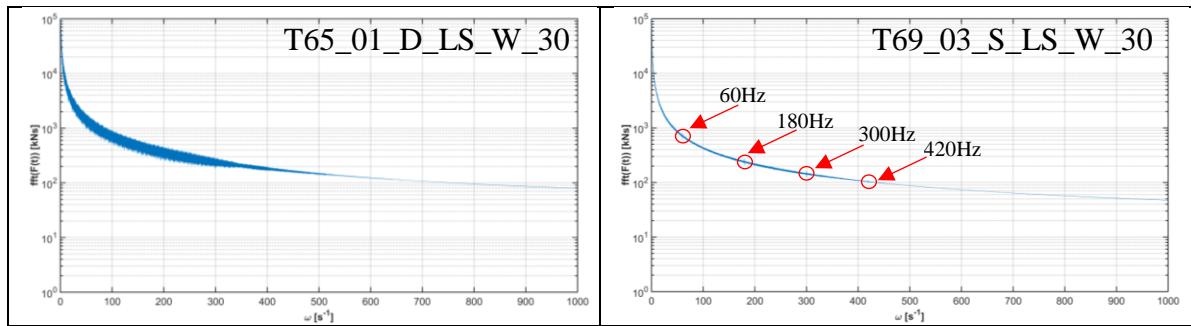 T65_01_D_LS_W_30
fft(F(t)) [kNs]
10^5
10^4
10^3
10^2
10^1
10^0
0 100 200 300 400 500 600 700 800 900 1000
ω [s^-1]
T69_03_S_LS_W_30
fft(F(t)) [kNs]
10^5
10^4
10^3
10^2
10^1
10^0
60Hz
180Hz
300Hz
420Hz
0 100 200 300 400 500 600 700 800 900 1000
ω [s^-1]